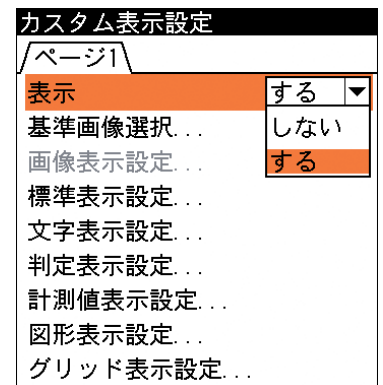 カスタム表示設定
ページ1
表示 する ▼
基準画像選択... しない
画像表示設定... する
標準表示設定...
文字表示設定...
判定表示設定...
計測値表示設定...
図形表示設定...
グリッド表示設定...